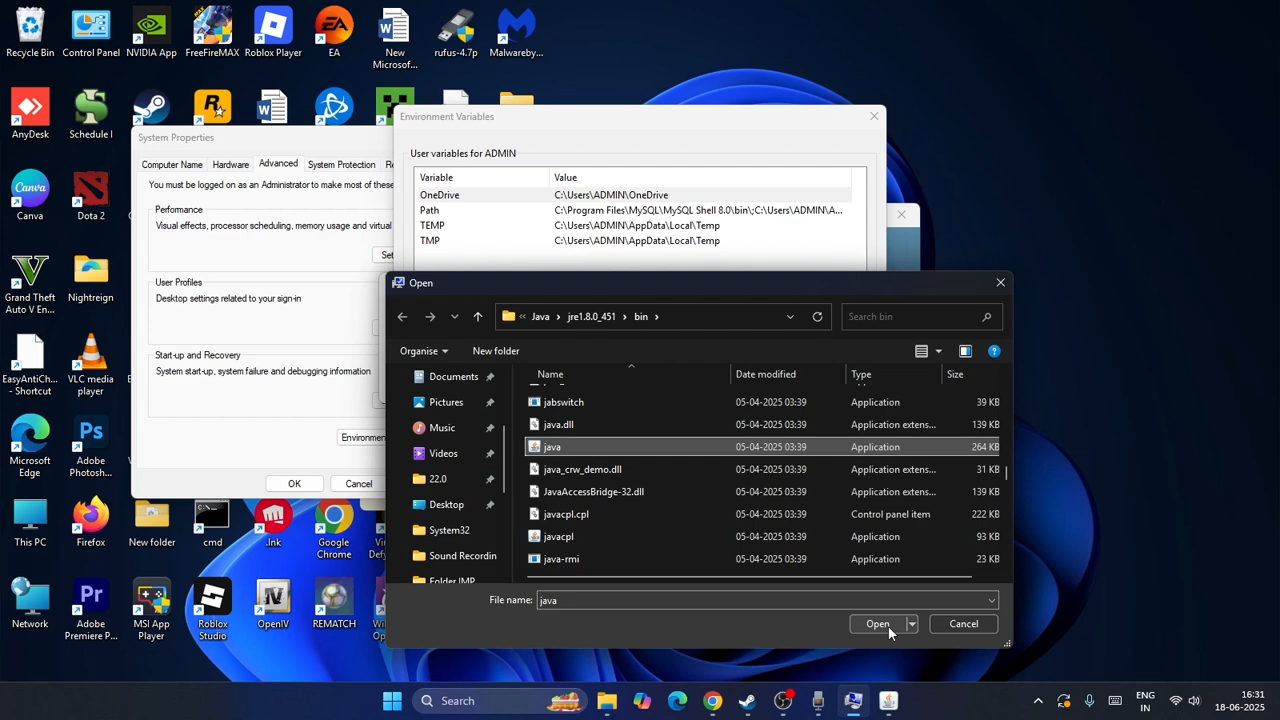 Recycle Bin
Control Panel
NVIDIA App
FreeFireMAX
Roblox Player
EA
New Microsof...
rufus-4.7p
Malwareby...
AnyDesk
Schedule I
Canva
Dota 2
Grand Theft Auto V En...
Nightreign
EasyAntiCh... - Shortcut
VLC media player
Microsoft Edge
Adobe Photosh...
This PC
Firefox
New folder
cmd
.lnk
Google Chrome
Network
Adobe Premiere P...
MSI App Player
Roblox Studio
OpenIV
REMATCH
System Properties
Computer Name
Hardware
Advanced
System Protection
You must be logged on as an Administrator to make most of these
Performance
Visual effects, processor scheduling, memory usage and virtual
User Profiles
Desktop settings related to your sign-in
Start-up and Recovery
System start-up, system failure and debugging information
Environmen
OK
Cancel
Environment Variables
User variables for ADMIN
Variable Value
OneDrive C:\Users\ADMIN\OneDrive
Path C:\Program Files\MySQL\MySQL Shell 8.0\bin\;C:\Users\ADMIN\A...
TEMP C:\Users\ADMIN\AppData\Local\Temp
TMP C:\Users\ADMIN\AppData\Local\Temp
Open
« Java › jre1.8.0_451 › bin ›
Search bin
Organise
New folder
Documents
Pictures
Music
Videos
22.0
Desktop
System32
Sound Recordin
Folder IMP
Name Date modified Type Size
jabswitch 05-04-2025 03:39 Application 39 KB
java.dll 05-04-2025 03:39 Application extens... 139 KB
java 05-04-2025 03:39 Application 264 KB
java_crw_demo.dll 05-04-2025 03:39 Application extens... 31 KB
JavaAccessBridge-32.dll 05-04-2025 03:39 Application extens... 139 KB
javacpl.cpl 05-04-2025 03:39 Control panel item 222 KB
javacpl 05-04-2025 03:39 Application 93 KB
java-rmi 05-04-2025 03:39 Application 23 KB
File name: java
Open
Cancel
Search
ENG
IN
16:31
18-06-2025